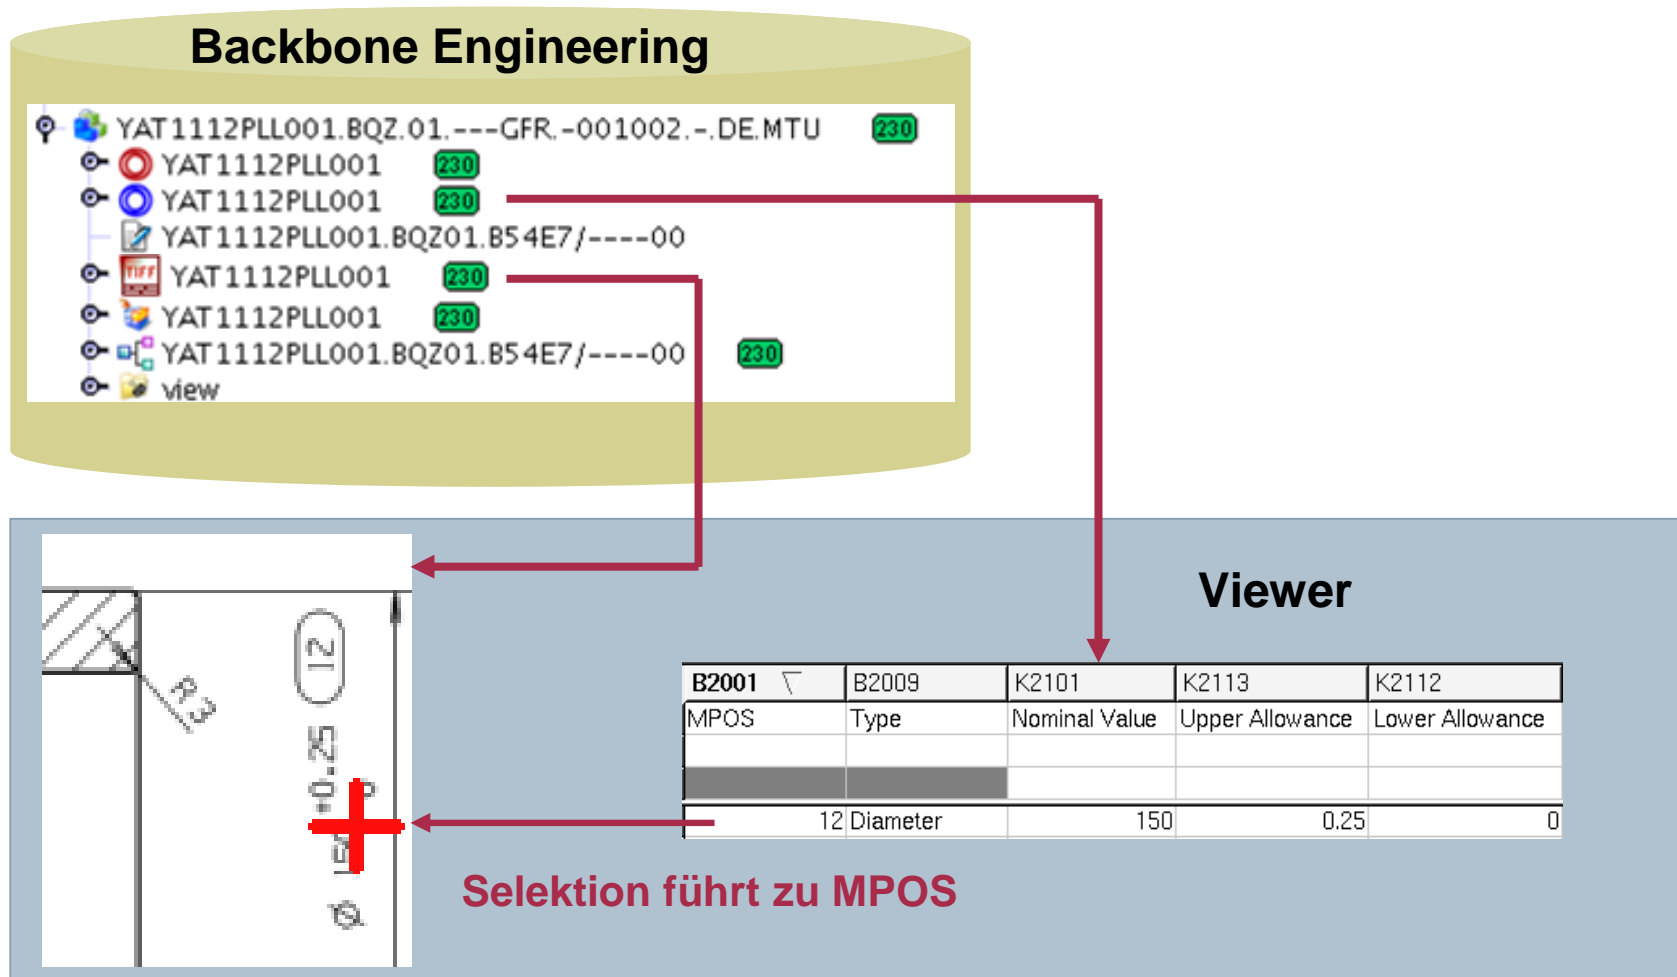 Backbone Engineering
YAT1112PLL001.BQZ.01.---GFR.-001002.-.DE.MTU 230
YAT1112PLL001 230
YAT1112PLL001 230
YAT1112PLL001.BQZ01.B54E7/----00
TIFF YAT1112PLL001 230
YAT1112PLL001 230
YAT1112PLL001.BQZ01.B54E7/----00 230
view
Viewer
12
R3
+0.25
Ø
B2001 B2009 K2101 K2113 K2112
MPOS Type Nominal Value Upper Allowance Lower Allowance
12 Diameter 150 0.25 0
Selektion führt zu MPOS